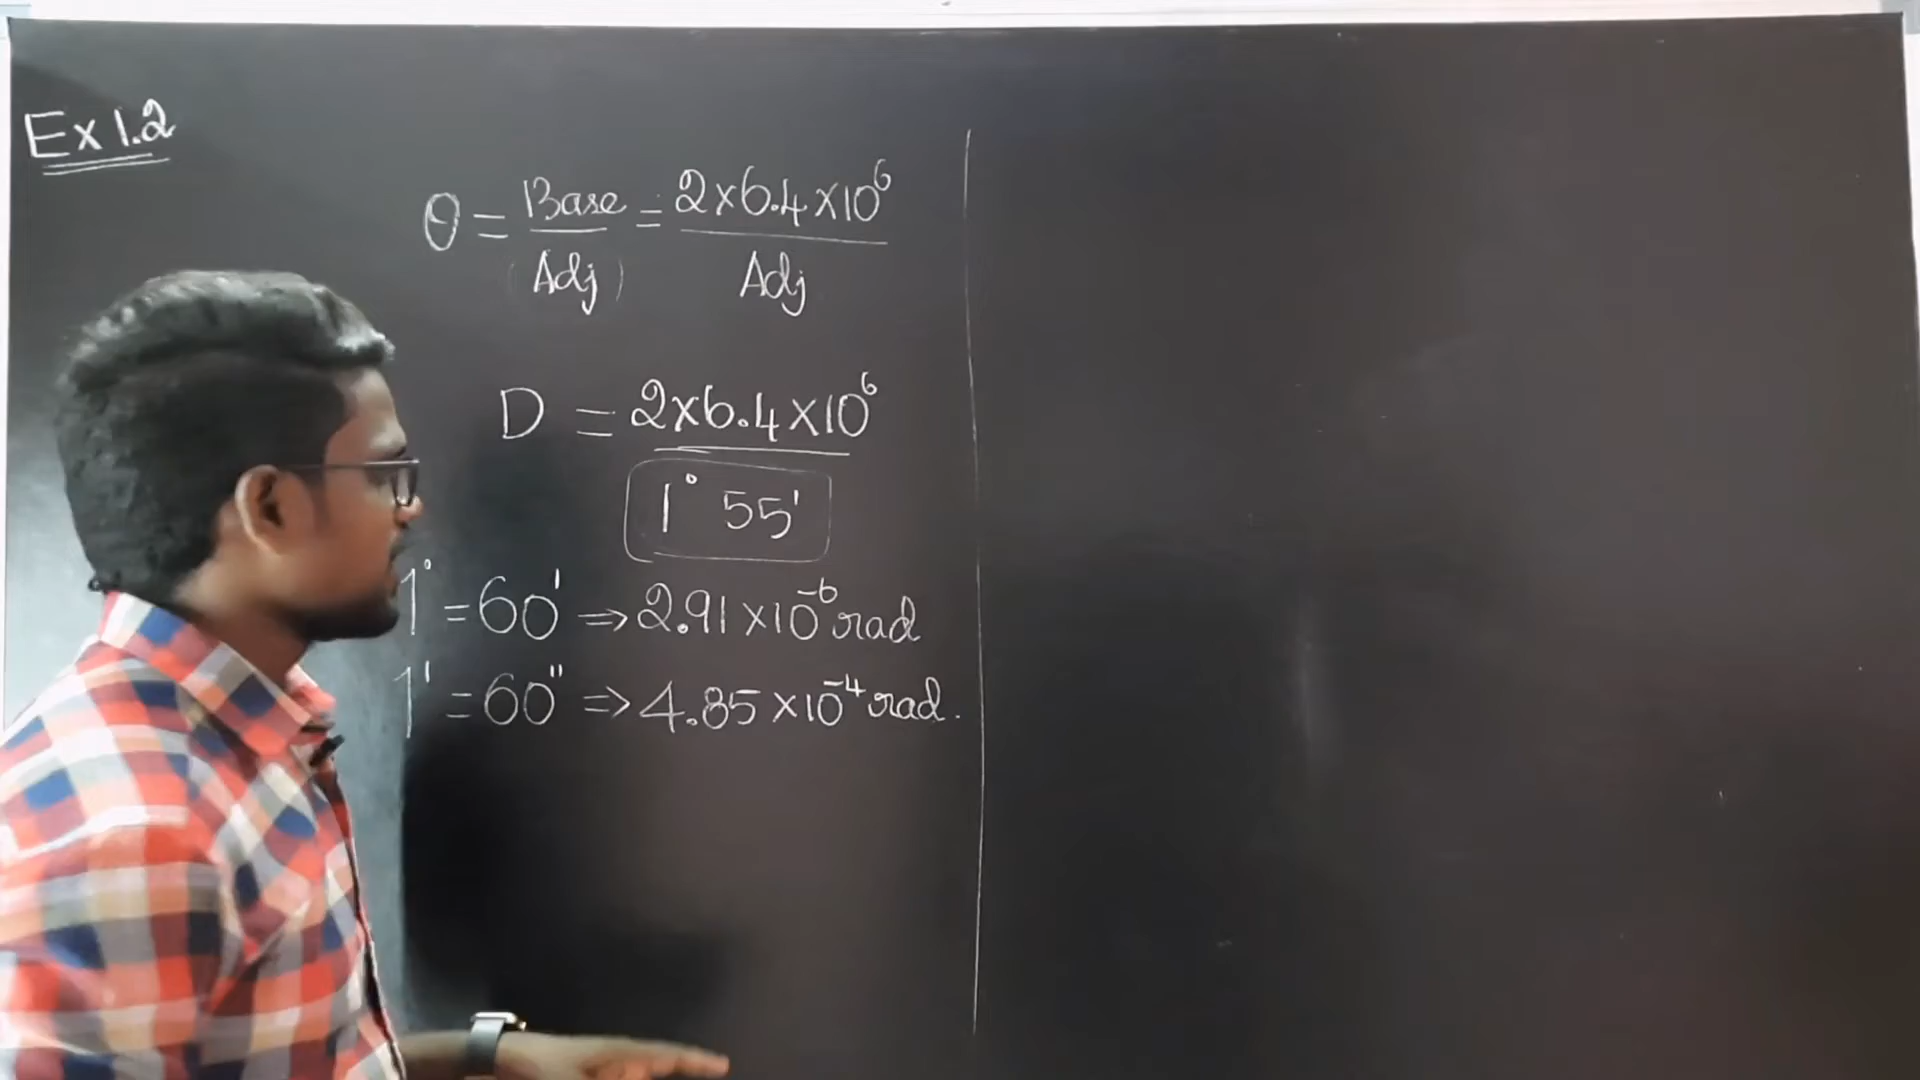 Ex 1.2
θ = Base / (Adj) = 2×6.4×10⁶ / Adj
D = 2×6.4×10⁶ / 1° 55'
1° = 60' ⇒ 2.91×10⁻⁶ rad
1' = 60" ⇒ 4.85×10⁻⁴ rad.